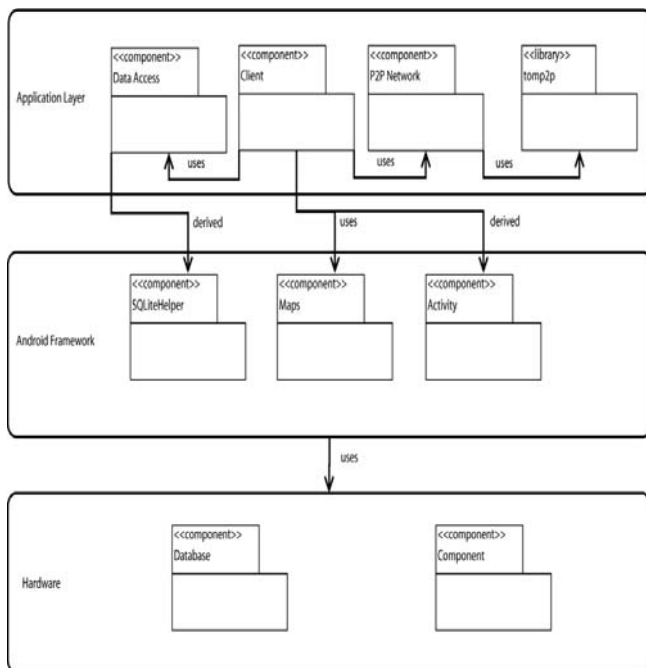 <<component>>
Data Access
<<component>>
Client
<<component>>
P2P Network
<<library>>
tomp2p
Application Layer
uses
uses
uses
derived
uses
derived
<<component>>
SQLiteHelper
<<component>>
Maps
<<component>>
Activity
Android Framework
uses
<<component>>
Database
<<component>>
Component
Hardware